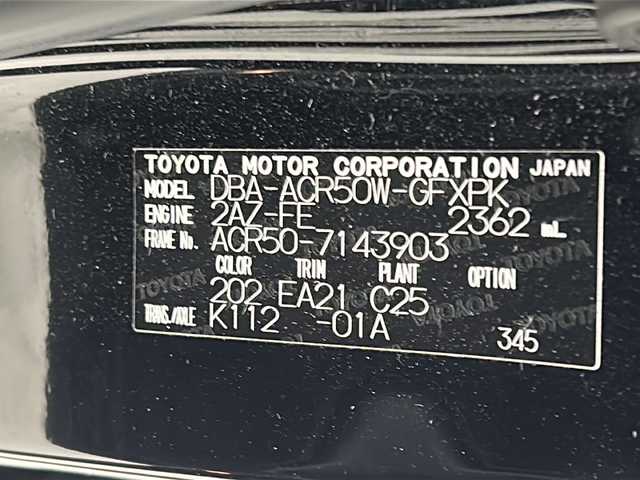 TOYOTA MOTOR CORPORATION JAPAN
MODEL DBA-ACR50W-GFXPK
ENGINE 2AZ-FE 2362 mL
FRAME No. ACR50-7143903
COLOR TRIM PLANT OPTION
202 EA21 C25
TRANS./AXLE K112 -01A 345